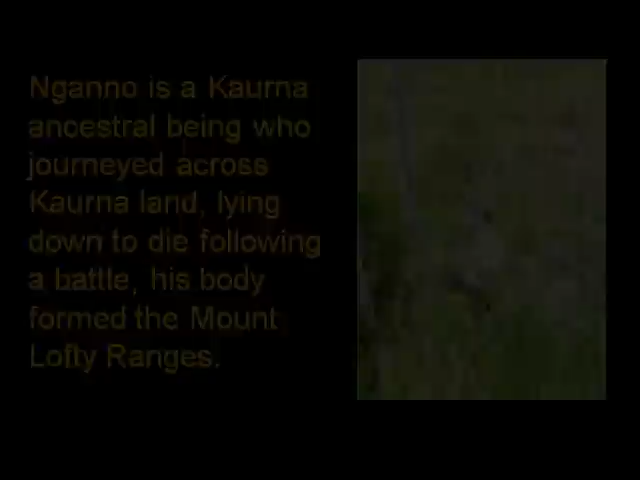 Nganno is a Kaurna
ancestral being who
journeyed across
Kaurna land, lying
down to die following
a battle, his body
formed the Mount
Lofty Ranges.